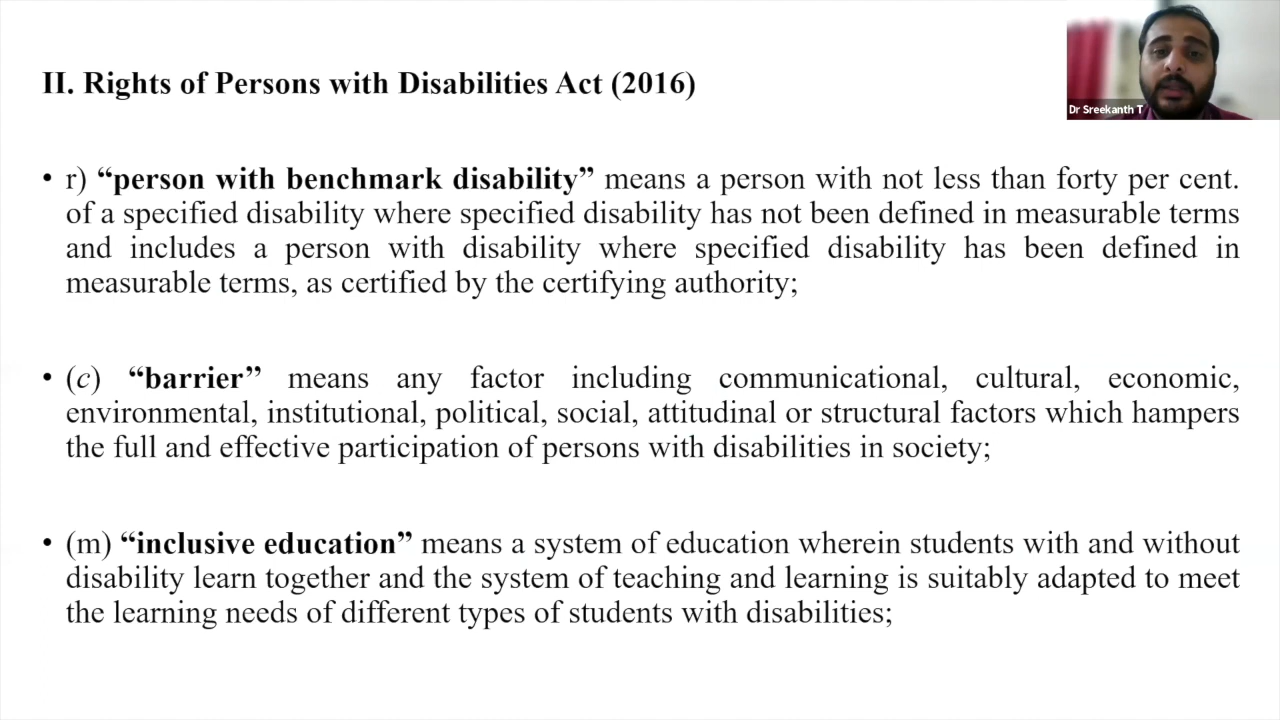 II. Rights of Persons with Disabilities Act (2016)
Dr Sreekanth T
• r) “person with benchmark disability” means a person with not less than forty per cent.
of a specified disability where specified disability has not been defined in measurable terms
and includes a person with disability where specified disability has been defined in
measurable terms, as certified by the certifying authority;
• (c) “barrier” means any factor including communicational, cultural, economic,
environmental, institutional, political, social, attitudinal or structural factors which hampers
the full and effective participation of persons with disabilities in society;
• (m) “inclusive education” means a system of education wherein students with and without
disability learn together and the system of teaching and learning is suitably adapted to meet
the learning needs of different types of students with disabilities;